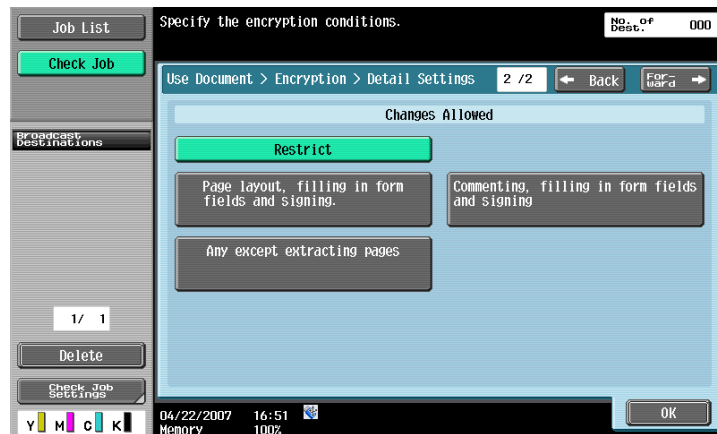 Job List
Check Job
Broadcast
Destinations
1/ 1
Delete
Check Job
Settings
Y M C K
Specify the encryption conditions.
No. of
Dest.
000
Use Document > Encryption > Detail Settings
2 /2
← Back
For-
ward →
Changes Allowed
Restrict
Page layout, filling in form
fields and signing.
Commenting, filling in form fields
and signing
Any except extracting pages
04/22/2007 16:51
Memory 100%
OK